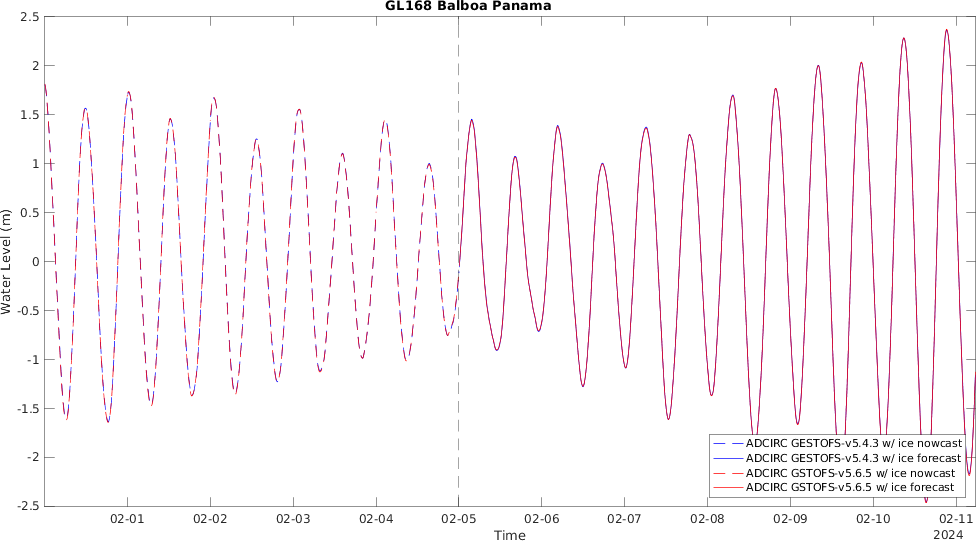 GL168 Balboa Panama
2.5
2
1.5
1
0.5
0
-0.5
-1
-1.5
-2
-2.5
Water Level (m)
ADCIRC GESTOFS-v5.4.3 w/ ice nowcast
ADCIRC GESTOFS-v5.4.3 w/ ice forecast
ADCIRC GSTOFS-v5.6.5 w/ ice nowcast
ADCIRC GSTOFS-v5.6.5 w/ ice forecast
02-01 02-02 02-03 02-04 02-05 02-06 02-07 02-08 02-09 02-10 02-11
Time
2024